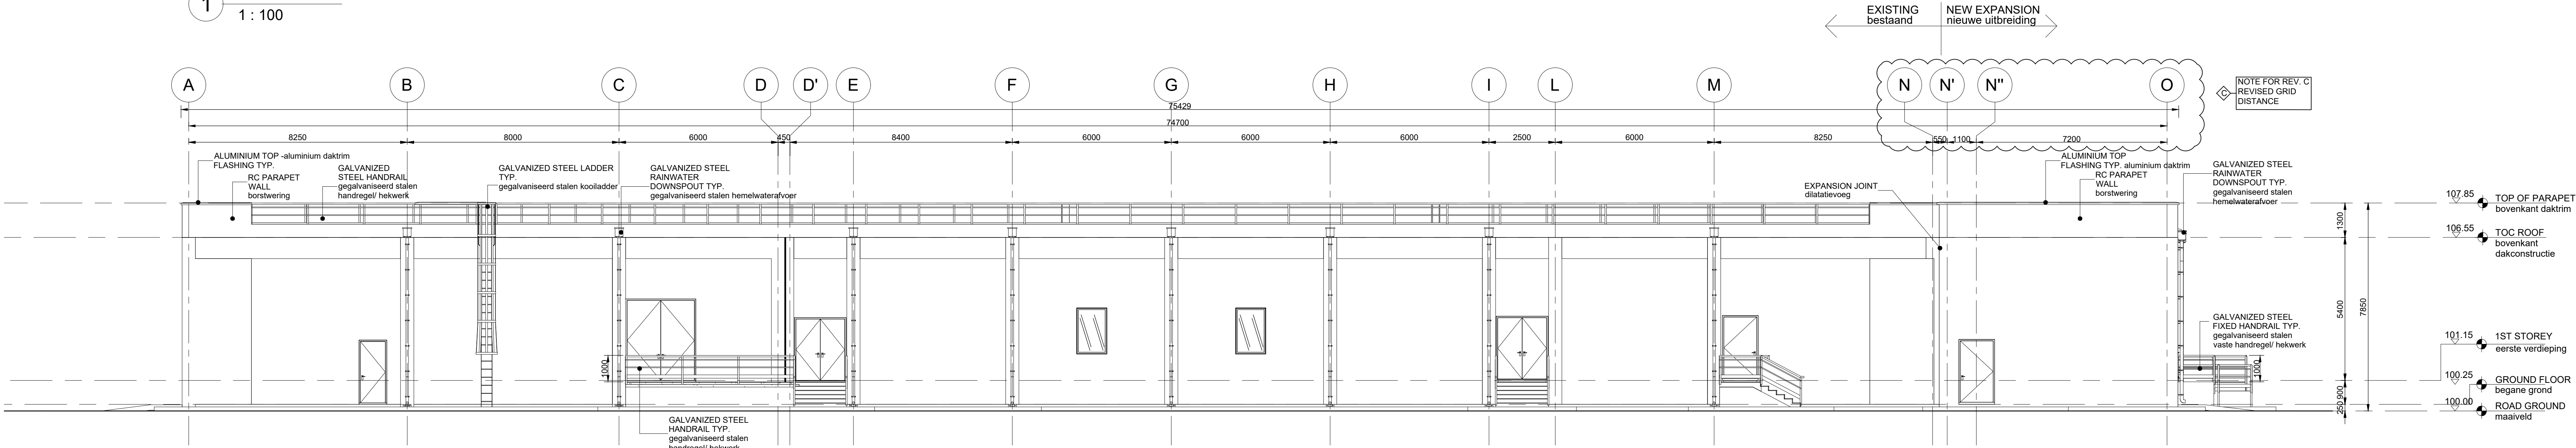 1
1 : 100
EXISTING
bestaand
NEW EXPANSION
nieuwe uitbreiding
A
B
C
D
D'
E
F
G
H
I
L
M
N
N'
N''
O
C
NOTE FOR REV. C
REVISED GRID
DISTANCE
75429
74700
8250
8000
6000
450
8400
6000
6000
6000
2500
6000
8250
550
1100
7200
ALUMINIUM TOP -aluminium daktrim
FLASHING TYP.
RC PARAPET
WALL
borstwering
GALVANIZED
STEEL HANDRAIL
gegalvaniseerd stalen
handregel/ hekwerk
GALVANIZED STEEL LADDER
TYP.
gegalvaniseerd stalen kooiladder
GALVANIZED STEEL
RAINWATER
DOWNSPOUT TYP.
gegalvaniseerd stalen hemelwaterafvoer
EXPANSION JOINT
dilatatievoeg
ALUMINIUM TOP
FLASHING TYP. aluminium daktrim
RC PARAPET
WALL
borstwering
GALVANIZED STEEL
RAINWATER
DOWNSPOUT TYP.
gegalvaniseerd stalen
hemelwaterafvoer
107.85
TOP OF PARAPET
bovenkant daktrim
1300
106.55
TOC ROOF
bovenkant
dakconstructie
5400
7850
GALVANIZED STEEL
FIXED HANDRAIL TYP.
gegalvaniseerd stalen
vaste handregel/ hekwerk
101.15
1ST STOREY
eerste verdieping
1000
1000
100.25
GROUND FLOOR
begane grond
900
250
100.00
ROAD GROUND
maaiveld
GALVANIZED STEEL
HANDRAIL TYP.
gegalvaniseerd stalen
handregel/ hekwerk